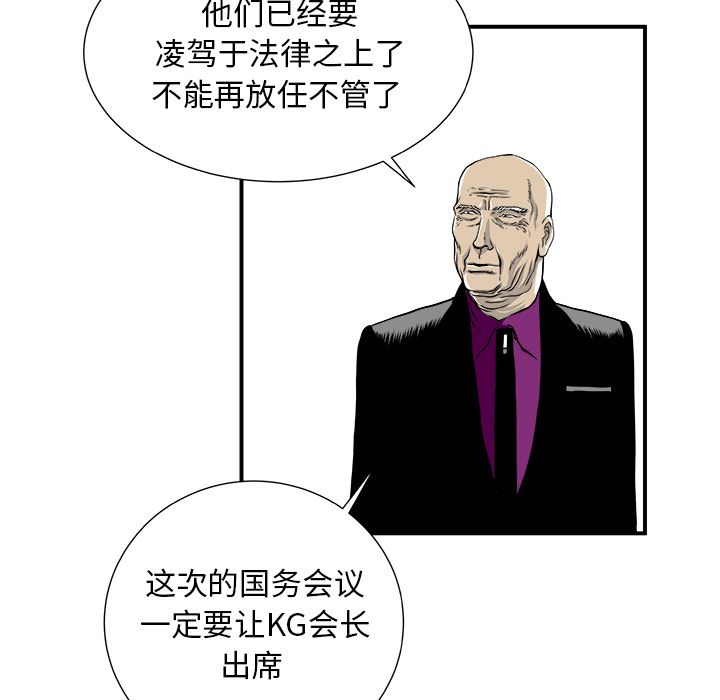 他们已经要
凌驾于法律之上了
不能再放任不管了
这次的国务会议
一定要让KG会长
出席